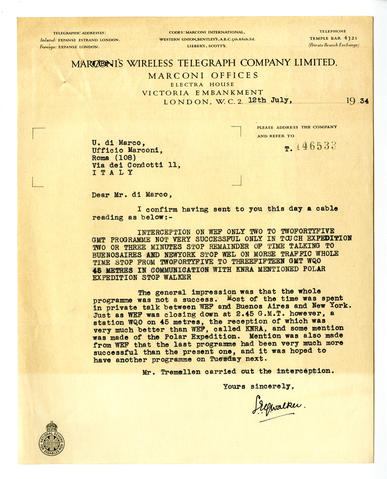 TELEGRAPHIC ADDRESSES:
Inland: EXPANSE ESTRAND LONDON.
Foreign: EXPANSE LONDON.
CODES: MARCONI INTERNATIONAL,
WESTERN UNION, BENTLEY'S, A.B.C. 5th & 6th Ed.
LIEBERT, SCOTT'S.
TELEPHONE
TEMPLE BAR 4321
(Private Branch Exchange)
MARCONI'S WIRELESS TELEGRAPH COMPANY LIMITED.
MARCONI OFFICES
ELECTRA HOUSE
VICTORIA EMBANKMENT
LONDON, W.C. 2. 12th July, 1934
PLEASE ADDRESS THE COMPANY
AND REFER TO
T. 146533
U. di Marco,
Ufficio Marconi,
Roma (108)
Via dei Condotti 11,
ITALY
Dear Mr. di Marco,
I confirm having sent to you this day a cable
reading as below:-
INTERCEPTION ON WEF ONLY TWO TO TWOFORTYFIVE
GMT PROGRAMME NOT VERY SUCCESSFUL ONLY IN TOUCH EXPEDITION
TWO OR THREE MINUTES STOP REMAINDER OF TIME TALKING TO
BUENOSAIRES AND NEWYORK STOP WEL ON MORSE TRAFFIC WHOLE
TIME STOP FROM TWOFORTYFIVE TO THREEFIFTEEN GMT WQO
45 METRES IN COMMUNICATION WITH KNRA MENTIONED POLAR
EXPEDITION STOP WALKER
The general impression was that the whole
programme was not a success. Most of the time was spent
in private talk between WEF and Buenos Aires and New York.
Just as WEF was closing down at 2.45 G.M.T. however, a
station WQO on 45 metres, the reception of which was
very much better than WEF, called KNRA, and some mention
was made of the Polar Expedition. Mention was also made
from WEF that the last programme had been very much more
successful than the present one, and it was hoped to
have another programme on Tuesday next.
Mr. Tremellen carried out the interception.
Yours sincerely,